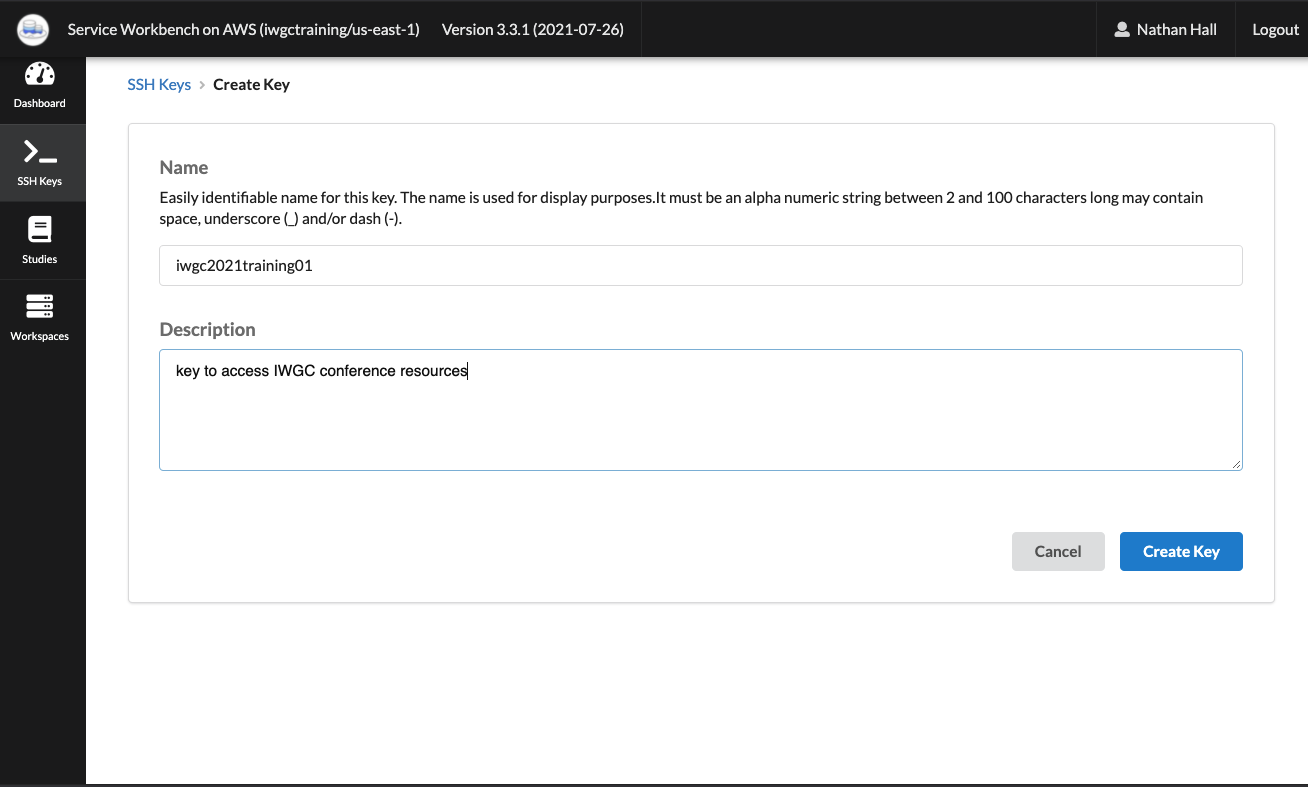 Service Workbench on AWS (iwgctraining/us-east-1) Version 3.3.1 (2021-07-26) Nathan Hall Logout
Dashboard
SSH Keys
Studies
Workspaces
SSH Keys > Create Key
Name
Easily identifiable name for this key. The name is used for display purposes.It must be an alpha numeric string between 2 and 100 characters long may contain
space, underscore (_) and/or dash (-).
iwgc2021training01
Description
key to access IWGC conference resources
Cancel Create Key